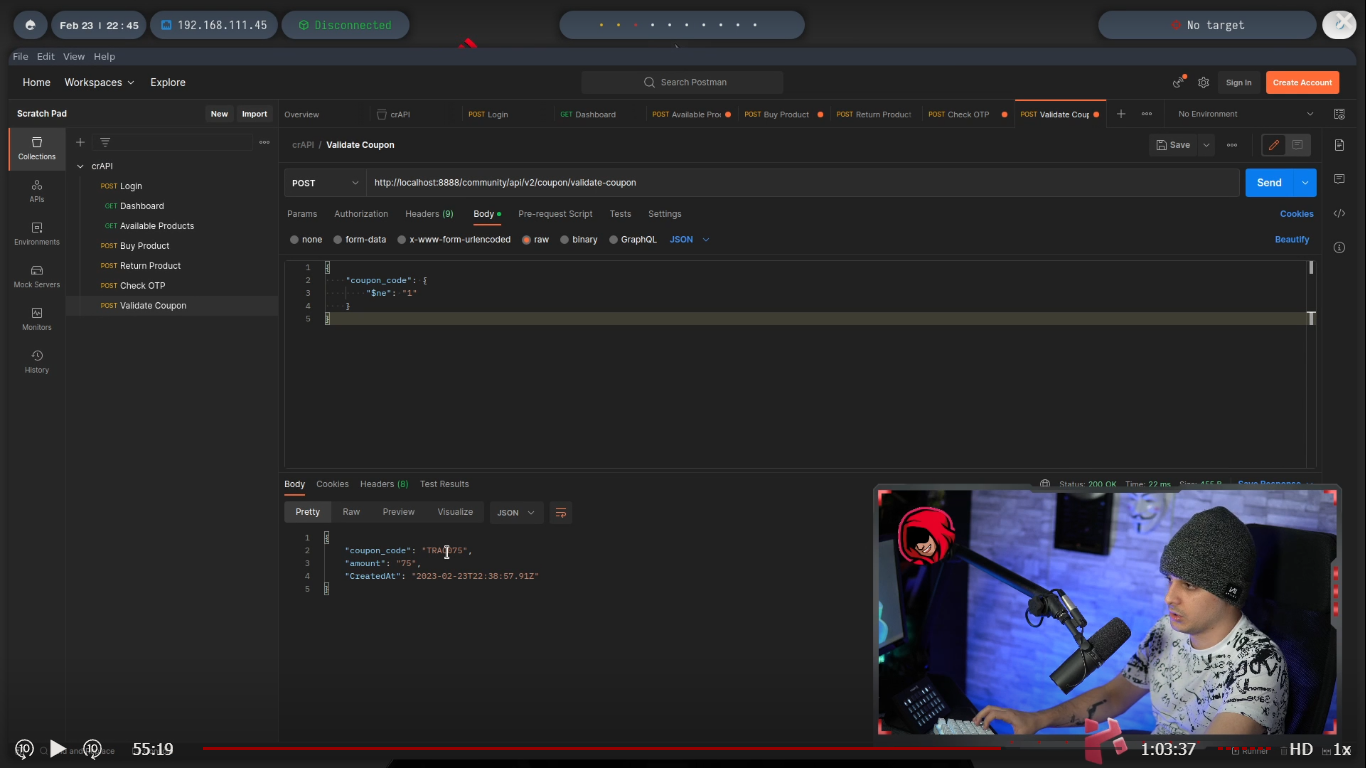 Feb 23 | 22:45
192.168.111.45
Disconnected
No target
File Edit View Help
Home Workspaces Explore
Search Postman
Sign In
Create Account
Scratch Pad
New
Import
Overview
crAPI
POST Login
GET Dashboard
POST Available Pro
POST Buy Product
POST Return Product
POST Check OTP
POST Validate Coup
No Environment
Collections
APIs
Environments
Mock Servers
Monitors
History
crAPI
POST Login
GET Dashboard
GET Available Products
POST Buy Product
POST Return Product
POST Check OTP
POST Validate Coupon
crAPI / Validate Coupon
Save
POST
http://localhost:8888/community/api/v2/coupon/validate-coupon
Send
Params Authorization Headers (9) Body Pre-request Script Tests Settings
Cookies
none form-data x-www-form-urlencoded raw binary GraphQL JSON
Beautify
1 {
2 "coupon_code": {
3 "$ne": "1"
4 }
5 }
Body Cookies Headers (8) Test Results
Status: 200 OK Time: 22 ms
Save Response
Pretty Raw Preview Visualize JSON
1 {
2 "coupon_code": "TRAC075",
3 "amount": "75",
4 "CreatedAt": "2023-02-23T22:38:57.91Z"
5 }
10
10
55:19
1:03:37
Runner
HD
1x